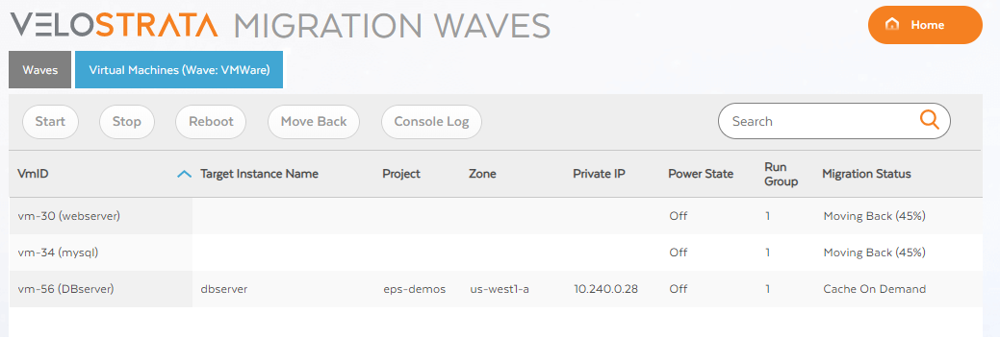 VELOSTRATA MIGRATION WAVES
Home
Waves Virtual Machines (Wave: VMWare)
Start Stop Reboot Move Back Console Log Search
VmID Target Instance Name Project Zone Private IP Power State Run Group Migration Status
vm-30 (webserver) Off 1 Moving Back (45%)
vm-34 (mysql) Off 1 Moving Back (45%)
vm-56 (DBserver) dbserver eps-demos us-west1-a 10.240.0.28 Off 1 Cache On Demand